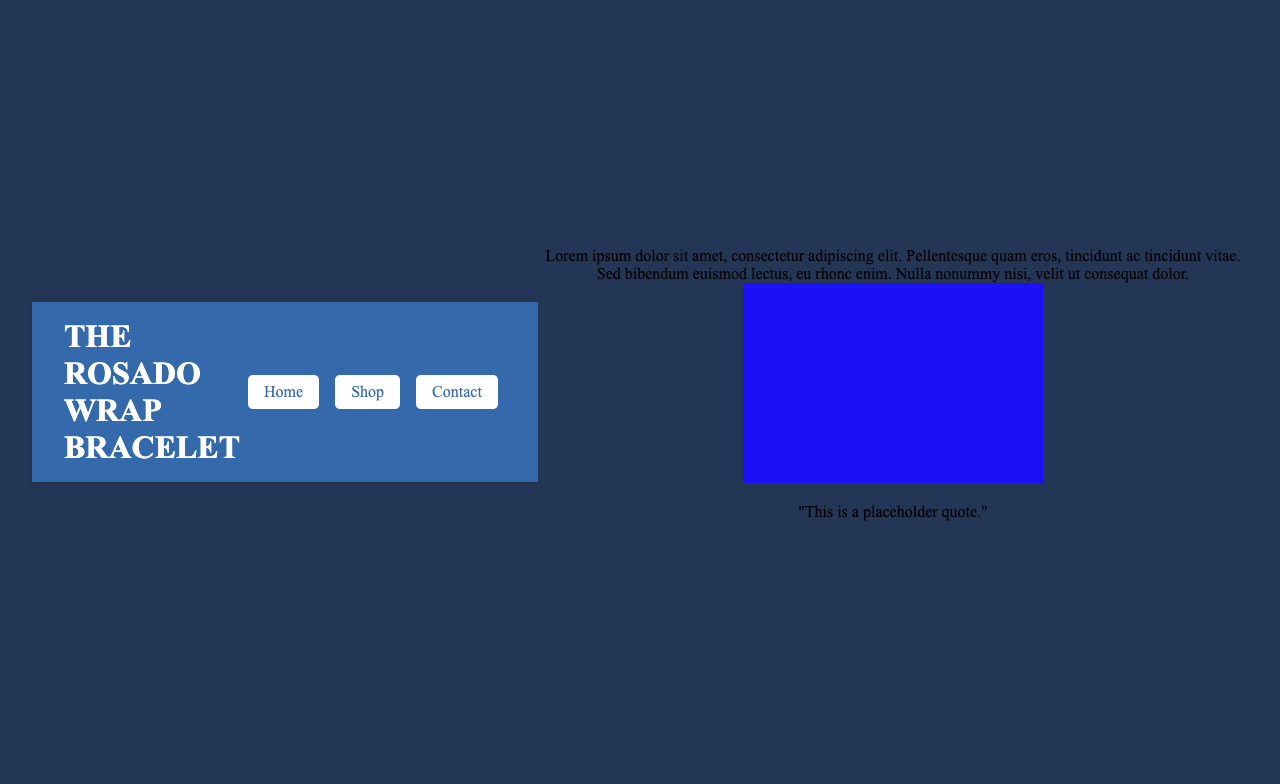 THE
ROSADO
WRAP
BRACELET
Home
Shop
Contact
Lorem ipsum dolor sit amet, consectetur adipiscing elit. Pellentesque quam eros, tincidunt ac tincidunt vitae.
Sed bibendum euismod lectus, eu rhonc enim. Nulla nonummy nisi, velit ut consequat dolor.
"This is a placeholder quote."